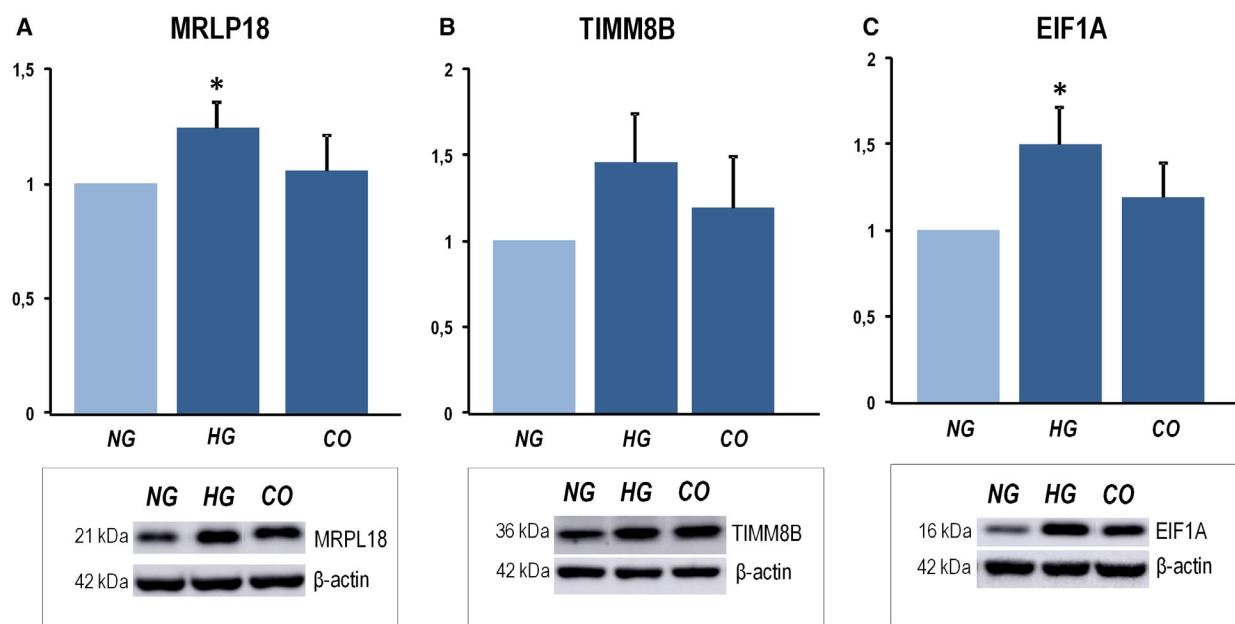 A MRLP18
1,5
*
1
0,5
0
NG HG CO
NG HG CO
21 kDa MRPL18
42 kDa β-actin
B TIMM8B
2
1,5
1
0,5
0
NG HG CO
NG HG CO
36 kDa TIMM8B
42 kDa β-actin
C EIF1A
2
*
1,5
1
0,5
0
NG HG CO
NG HG CO
16 kDa EIF1A
42 kDa β-actin